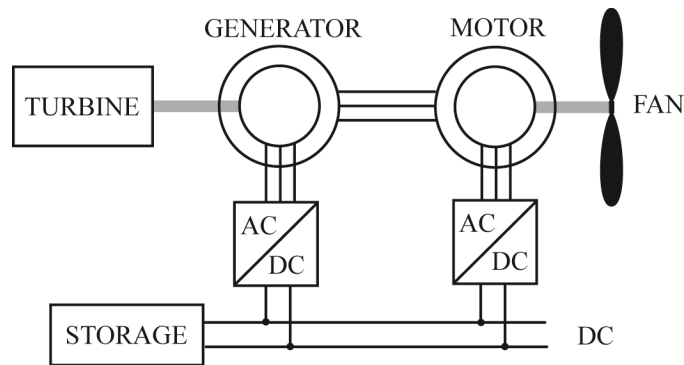 GENERATOR
MOTOR
TURBINE
FAN
AC
DC
AC
DC
STORAGE
DC